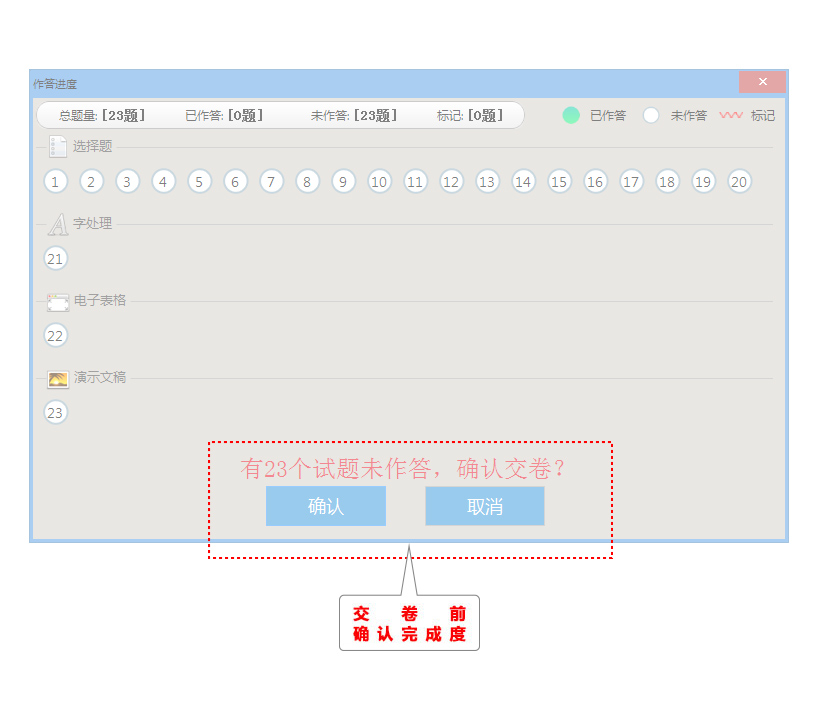 作答进度
总题量: [23题] 已作答: [0题] 未作答: [23题] 标记: [0题] 已作答 未作答 标记
选择题
1 2 3 4 5 6 7 8 9 10 11 12 13 14 15 16 17 18 19 20
字处理
21
电子表格
22
演示文稿
23
有23个试题未作答，确认交卷？
确认 取消
交卷前
确认完成度